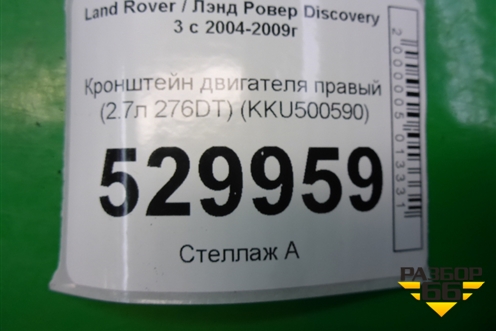 Land Rover / Лэнд Ровер Discovery
3 с 2004-2009г
Кронштейн двигателя правый
(2.7л 276DT) (KKU500590)
529959
Стеллаж А
2000005013331
РАЗБОР
66